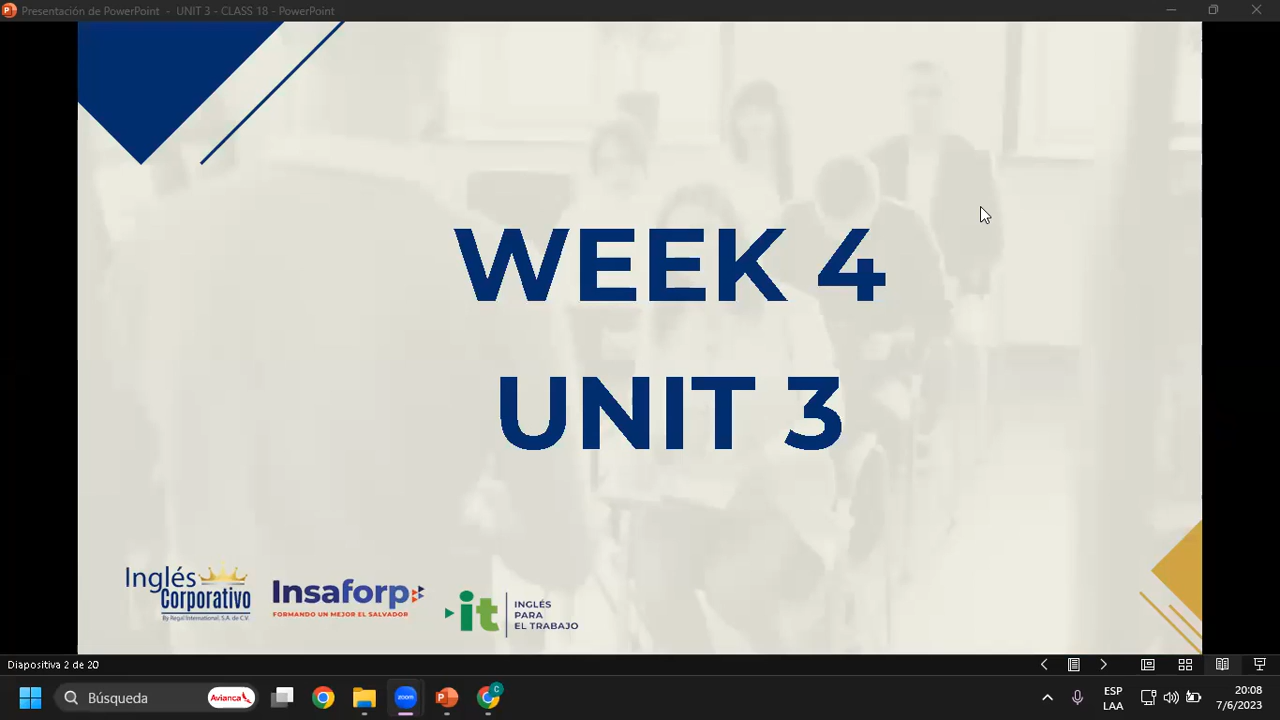 Presentación de PowerPoint - UNIT 3 - CLASS 18 - PowerPoint
WEEK 4
UNIT 3
Inglés
Corporativo
By Regal International, S.A. de C.V.
Insaforp
FORMANDO UN MEJOR EL SALVADOR
it
INGLÉS
PARA
EL TRABAJO
Diapositiva 2 de 20
Búsqueda
Avianca
zoom
C
ESP
LAA
20:08
7/6/2023